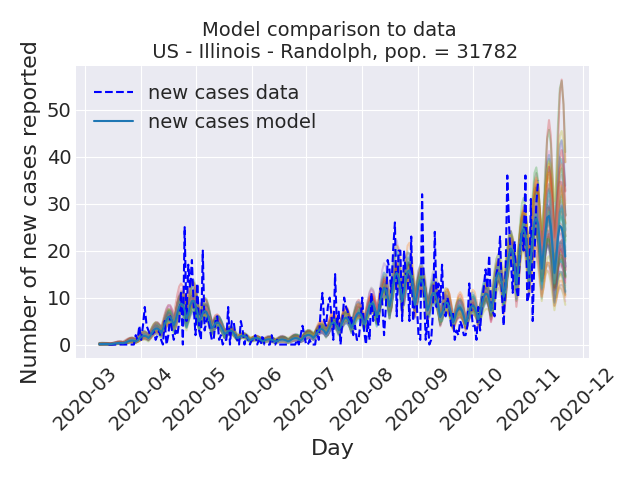 Model comparison to data
US - Illinois - Randolph, pop. = 31782
Number of new cases reported
50
40
30
20
10
0
new cases data
new cases model
2020-03
2020-04
2020-05
2020-06
2020-07
2020-08
2020-09
2020-10
2020-11
2020-12
Day